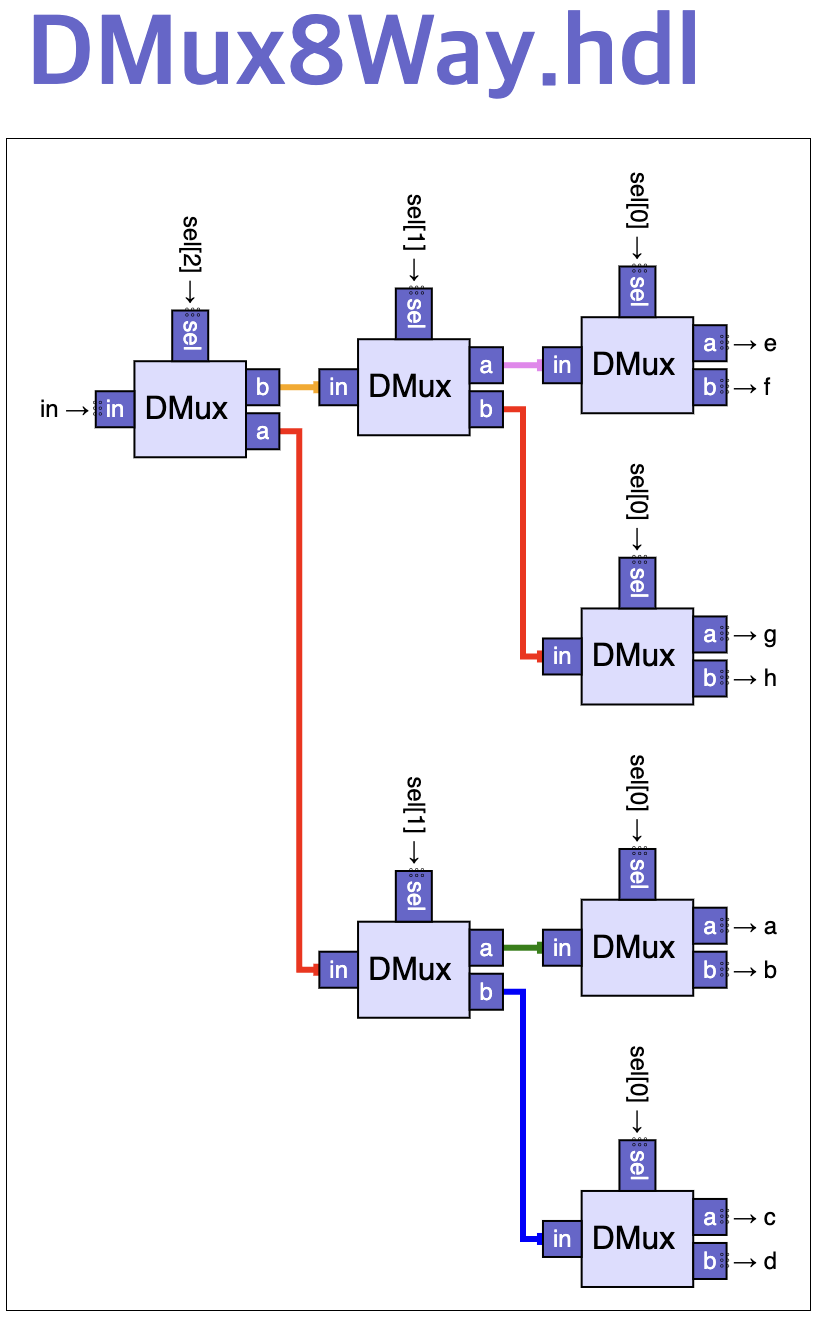 DMux8Way.hdl
sel[2] →
sel
in →
in
DMux
b
a
sel[1] →
sel
in
DMux
a
b
sel[0] →
sel
in
DMux
a → e
b → f
sel[0] →
sel
in
DMux
a → g
b → h
sel[1] →
sel
in
DMux
a
b
sel[0] →
sel
in
DMux
a → a
b → b
sel[0] →
sel
in
DMux
a → c
b → d